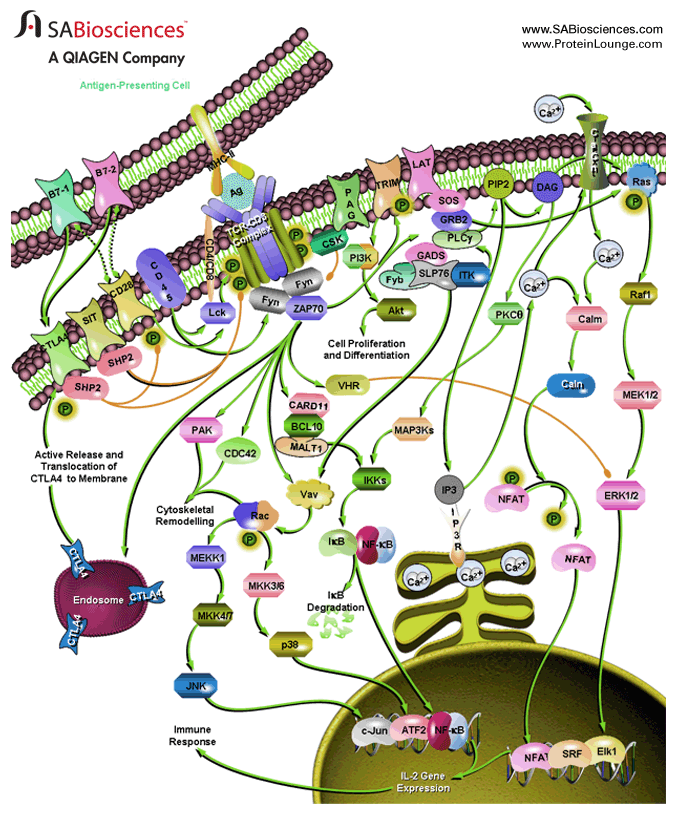 SABiosciences™
A QIAGEN Company
www.SABiosciences.com
www.ProteinLounge.com
Antigen-Presenting Cell
B7-1
B7-2
MHC-II
Ag
TCR-CD3
Complex
CD4/CD8
CTLA4
SIT
CD28
CD45
PAG
TRIM
LAT
SOS
GRB2
PLCγ
GADS
SLP76
ITK
Fyb
PIP2
DAG
Ca2+
Ras
P
P
P
P
P
P
CSK
PI3K
Fyn
Fyn
ZAP70
Lck
SHP2
SHP2
P
P
Akt
Cell Proliferation
and Differentiation
PKCθ
Ca2+
Ca2+
Raf1
Calm
Caln
MEK1/2
VHR
CARD11
BCL10
MALT1
MAP3Ks
PAK
CDC42
IKKs
Vav
Active Release and
Translocation of
CTLA4 to Membrane
Cytoskeletal
Remodelling
Rac
P
IP3
IP3R
NFAT
P
P
ERK1/2
NFAT
IκB
NF-κB
MEKK1
MKK3/6
IκB
Degradation
Ca2+
Ca2+
Ca2+
CTLA4
CTLA4
CTLA4
Endosome
MKK4/7
p38
JNK
Immune
Response
c-Jun
ATF2
NF-κB
NFAT
SRF
Elk1
IL-2 Gene
Expression